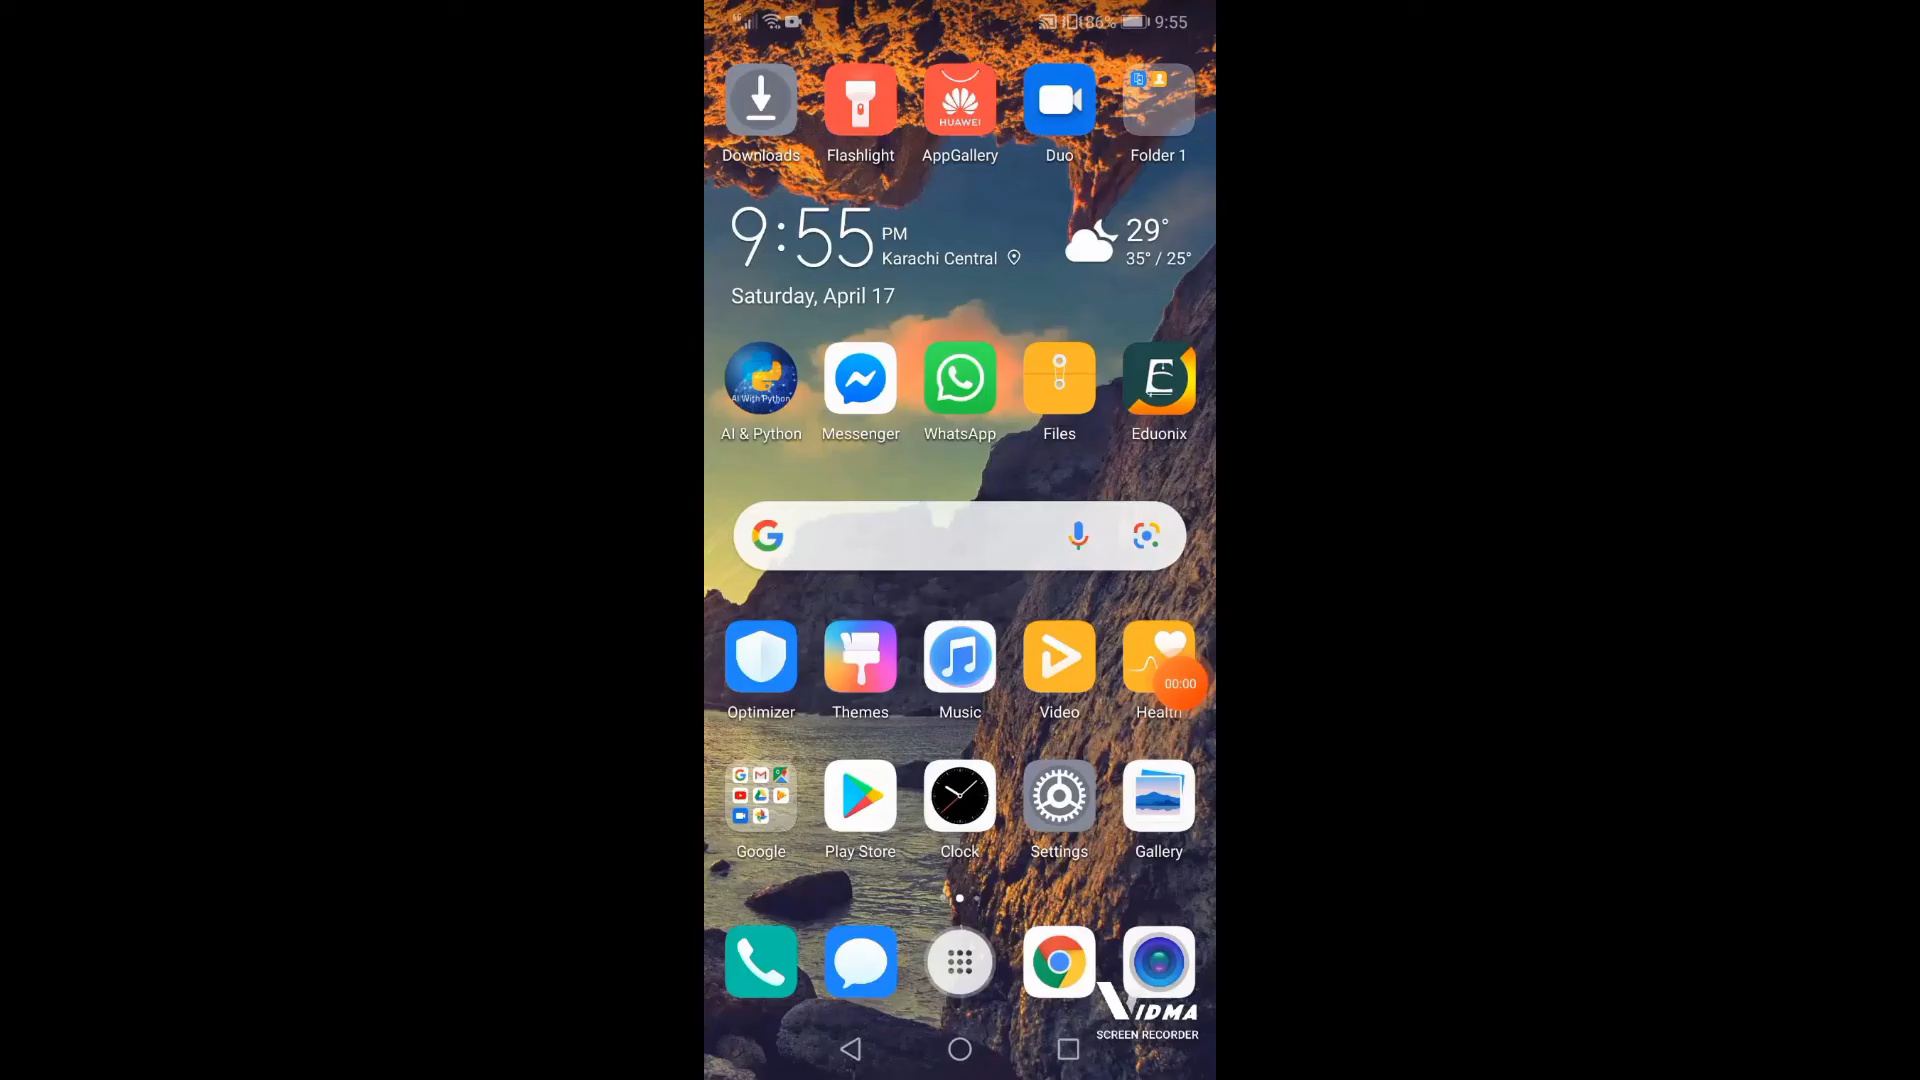 86% 9:55
HUAWEI
Downloads Flashlight AppGallery Duo Folder 1
9:55 PM
Karachi Central
29°
35° / 25°
Saturday, April 17
AI With Python
AI & Python Messenger WhatsApp Files Eduonix
00:00
Optimizer Themes Music Video Health
Google Play Store Clock Settings Gallery
VIDMA
SCREEN RECORDER